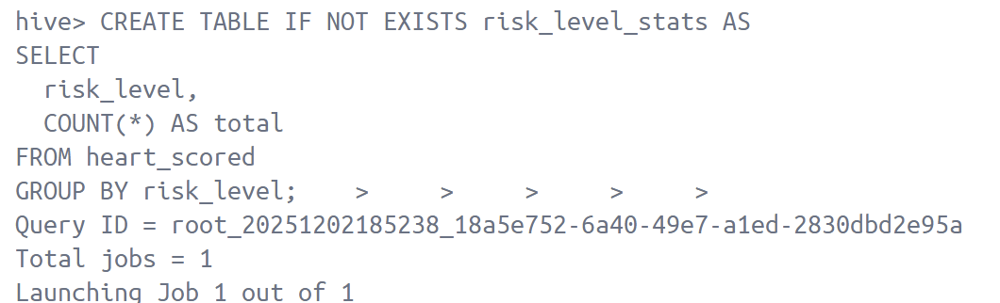 hive> CREATE TABLE IF NOT EXISTS risk_level_stats AS
SELECT
  risk_level,
  COUNT(*) AS total
FROM heart_scored
GROUP BY risk_level;    >     >     >     >     >
Query ID = root_20251202185238_18a5e752-6a40-49e7-a1ed-2830dbd2e95a
Total jobs = 1
Launching Job 1 out of 1